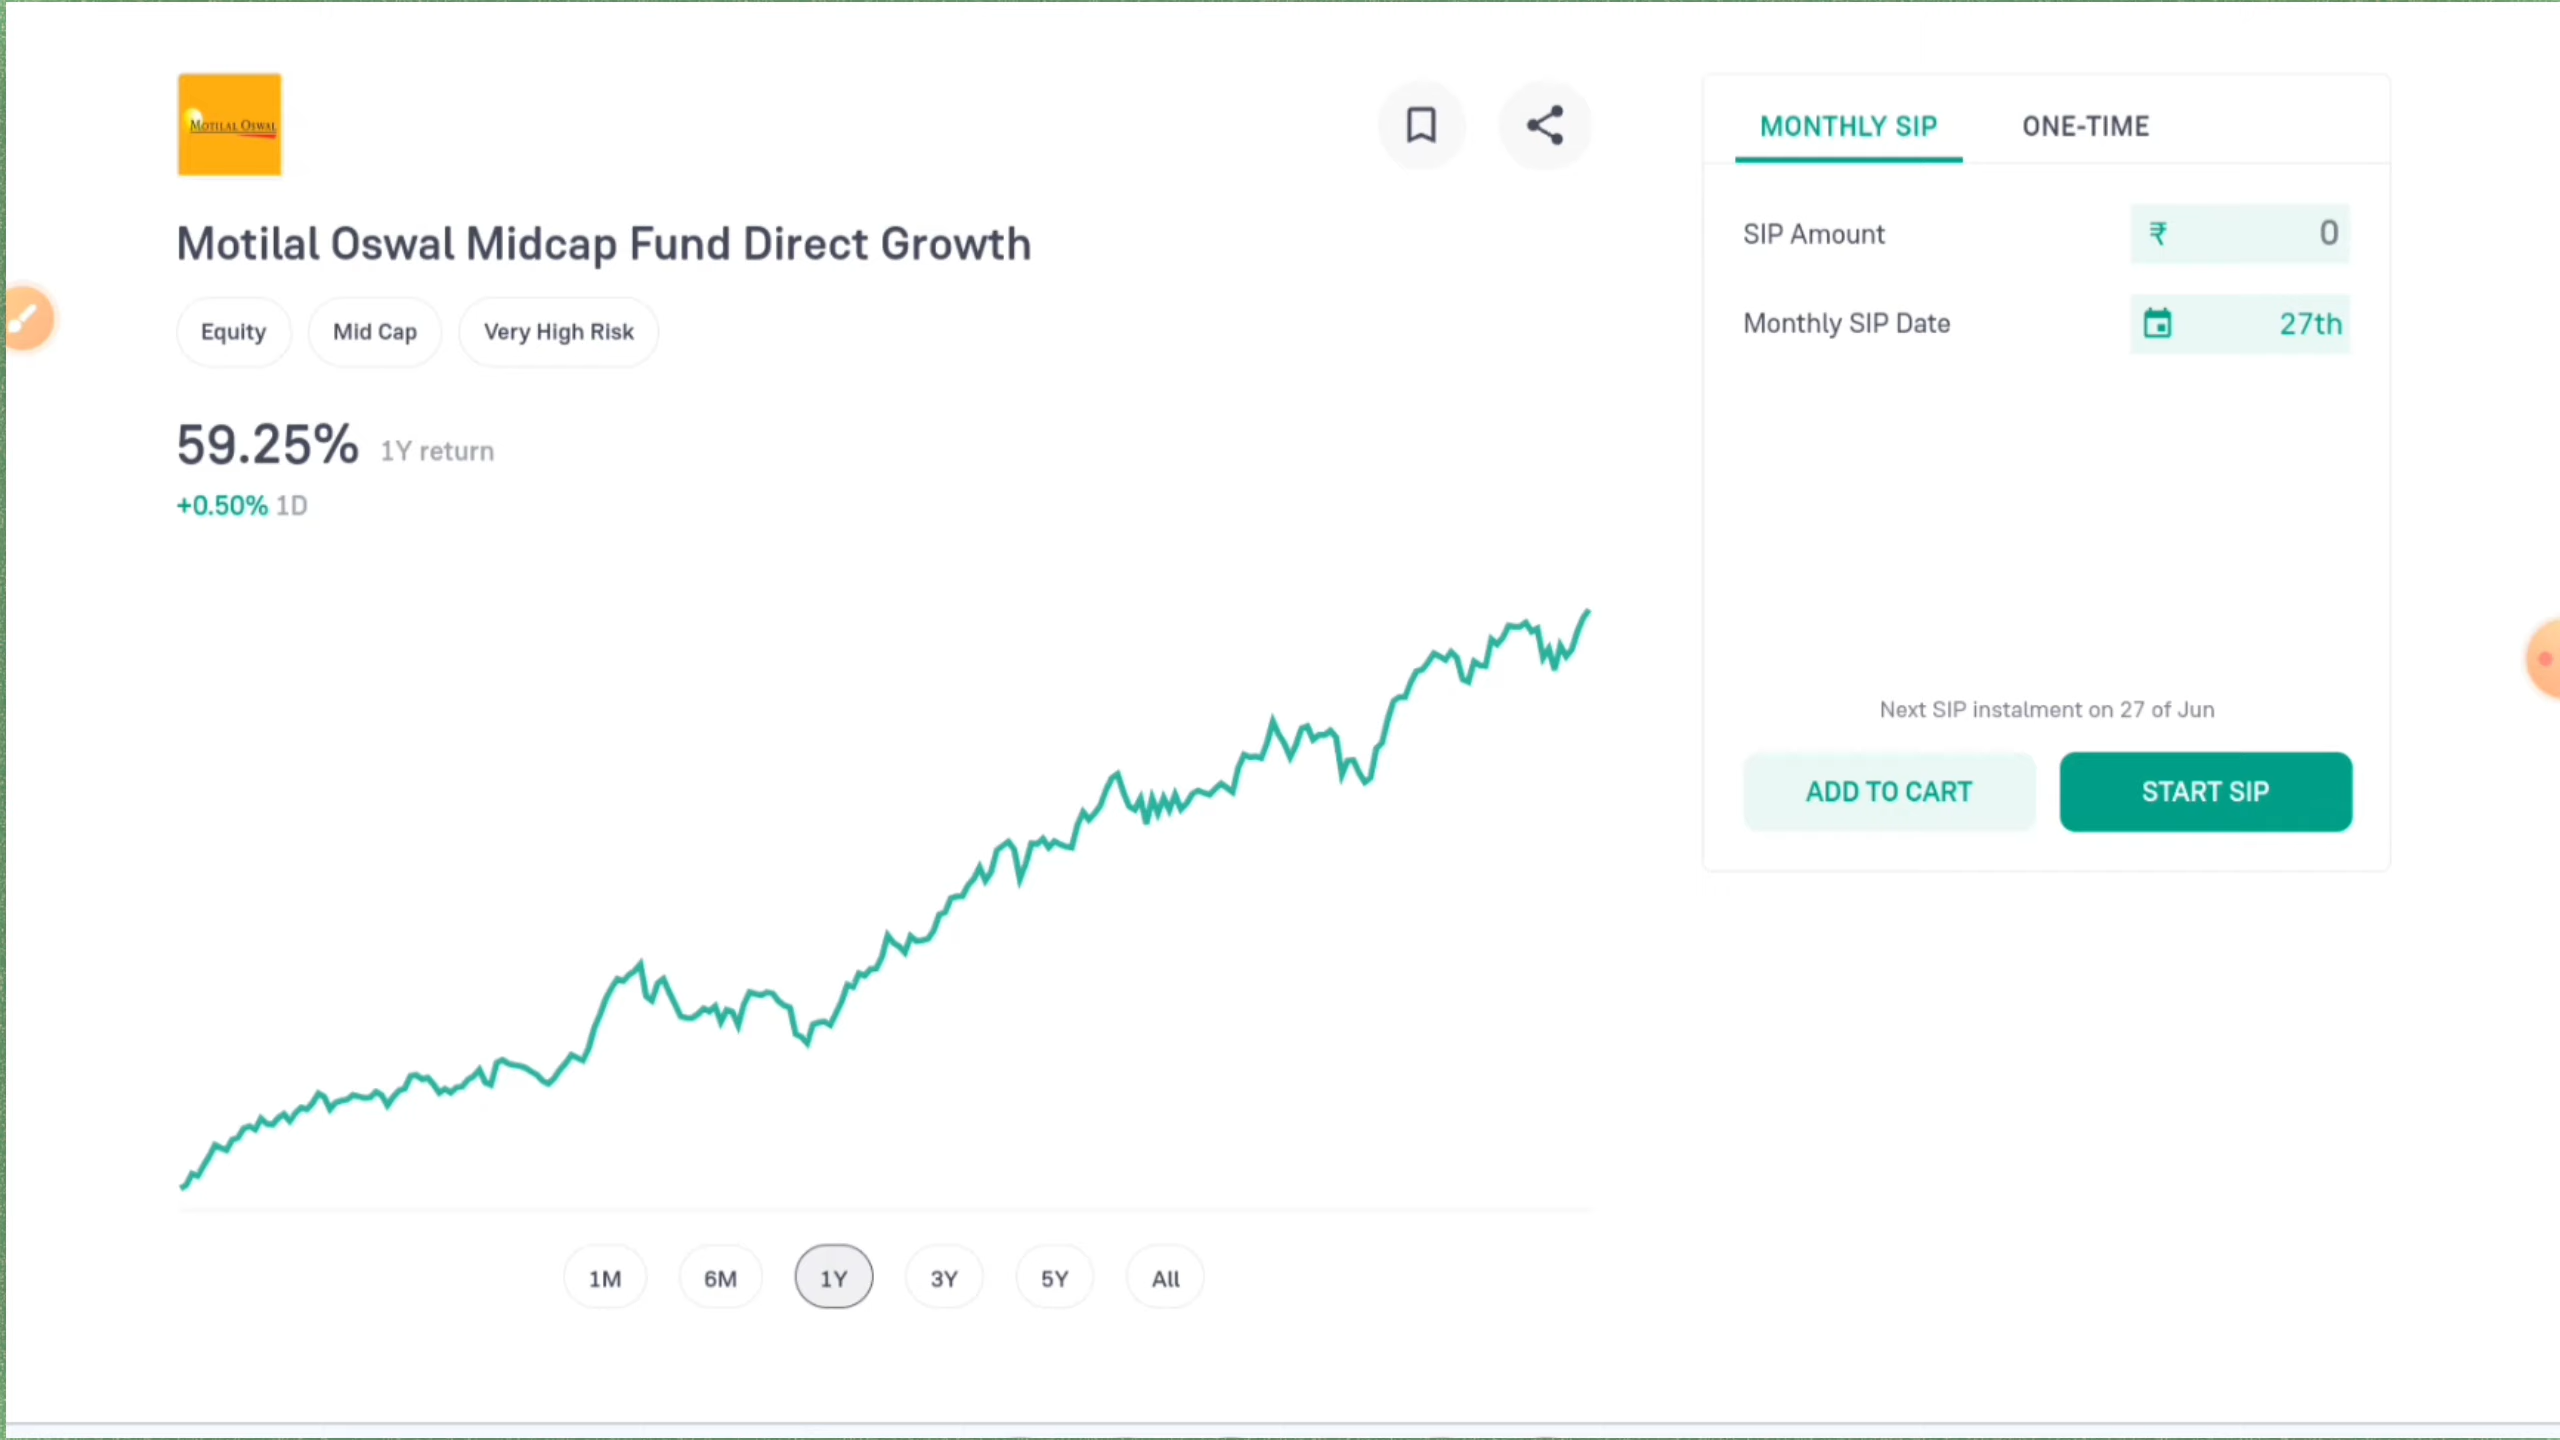 MOTILAL OSWAL
Motilal Oswal Midcap Fund Direct Growth
Equity
Mid Cap
Very High Risk
59.25% 1Y return
+0.50% 1D
1M 6M 1Y 3Y 5Y All
MONTHLY SIP ONE-TIME
SIP Amount ₹ 0
Monthly SIP Date 27th
Next SIP instalment on 27 of Jun
ADD TO CART START SIP